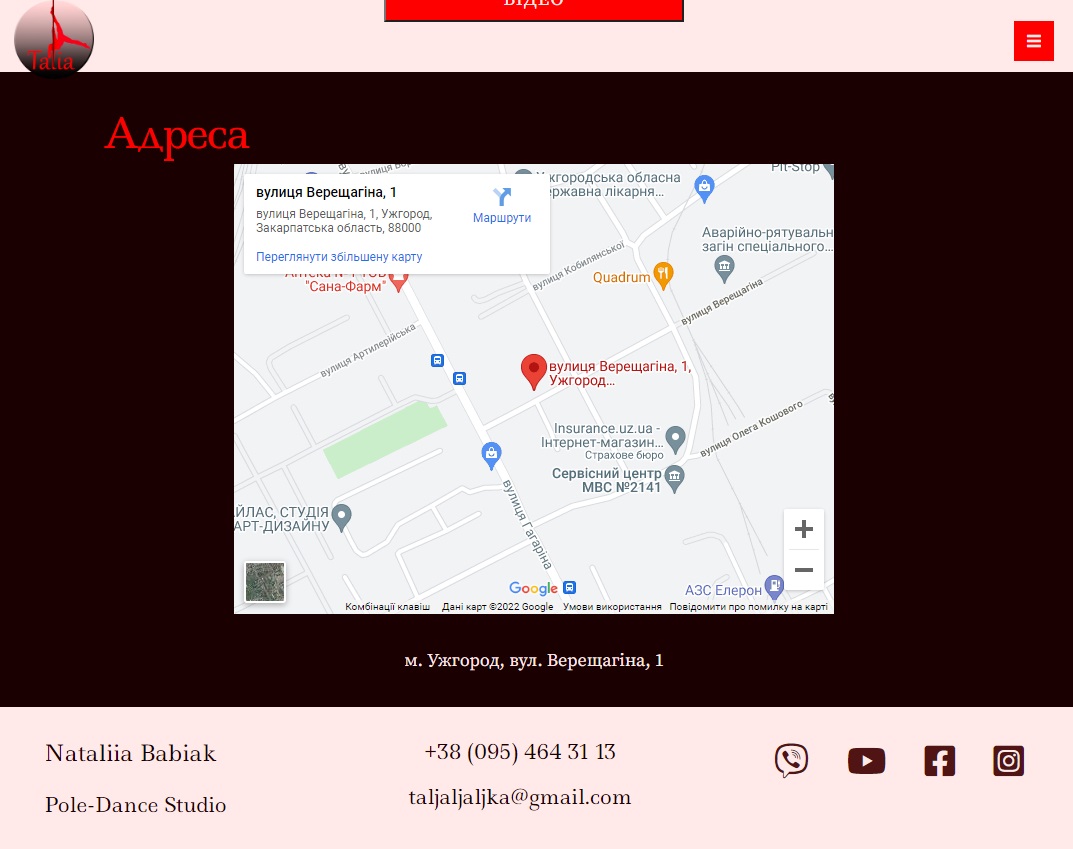 ВІДЕО
Talia
Адреса
вулиця Верещагіна, 1
вулиця Верещагіна, 1, Ужгород,
Закарпатська область, 88000
Переглянути збільшену карту
Маршрути
Ужгородська обласна
державна лікарня...
Pit-Stop
Аварійно-рятувальн
загін спеціального...
вулиця Кобилянської
Quadrum
вулиця Верещагіна
Аптека №1 ТОВ
"Сана-Фарм"
вулиця Артилерійська
вулиця Верещагіна, 1,
Ужгород...
вулиця Олега Кошового
Insurance.uz.ua -
Інтернет-магазин...
Страхове бюро
Сервісний центр
МВС №2141
вулиця Гагаріна
ЙЛАС, СТУДІЯ
АРТ-ДИЗАЙНУ
АЗС Елерон
Google
Комбінації клавіш Дані карт ©2022 Google Умови використання Повідомити про помилку на карті
м. Ужгород, вул. Верещагіна, 1
Nataliia Babiak
Pole-Dance Studio
+38 (095) 464 31 13
taljaljaljka@gmail.com